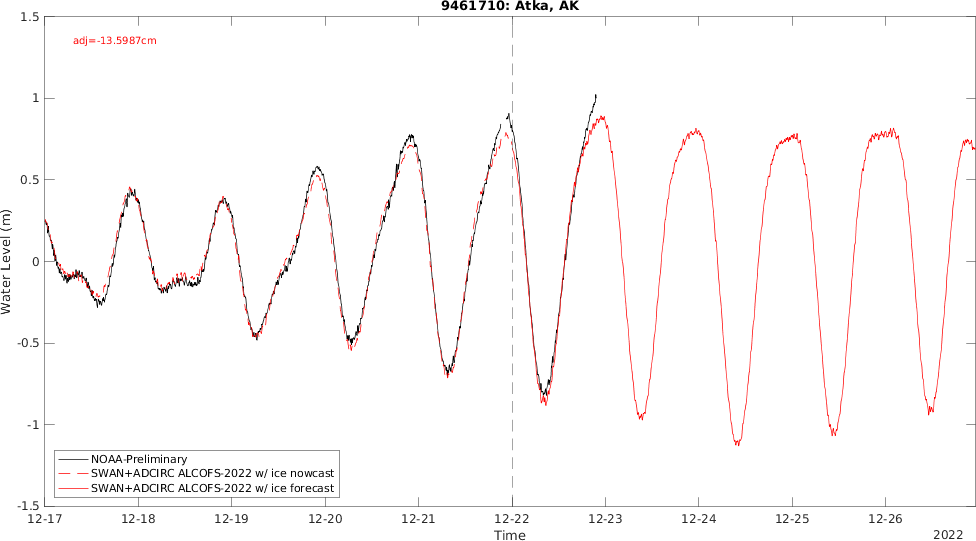 9461710: Atka, AK
adj=-13.5987cm
Water Level (m)
1.5
1
0.5
0
-0.5
-1
-1.5
NOAA-Preliminary
SWAN+ADCIRC ALCOFS-2022 w/ ice nowcast
SWAN+ADCIRC ALCOFS-2022 w/ ice forecast
12-17 12-18 12-19 12-20 12-21 12-22 12-23 12-24 12-25 12-26
Time
2022